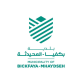 بلدية
بكفيا - المحيدثة
MUNICIPALITY OF
BICKFAYA-MHAYDSEH